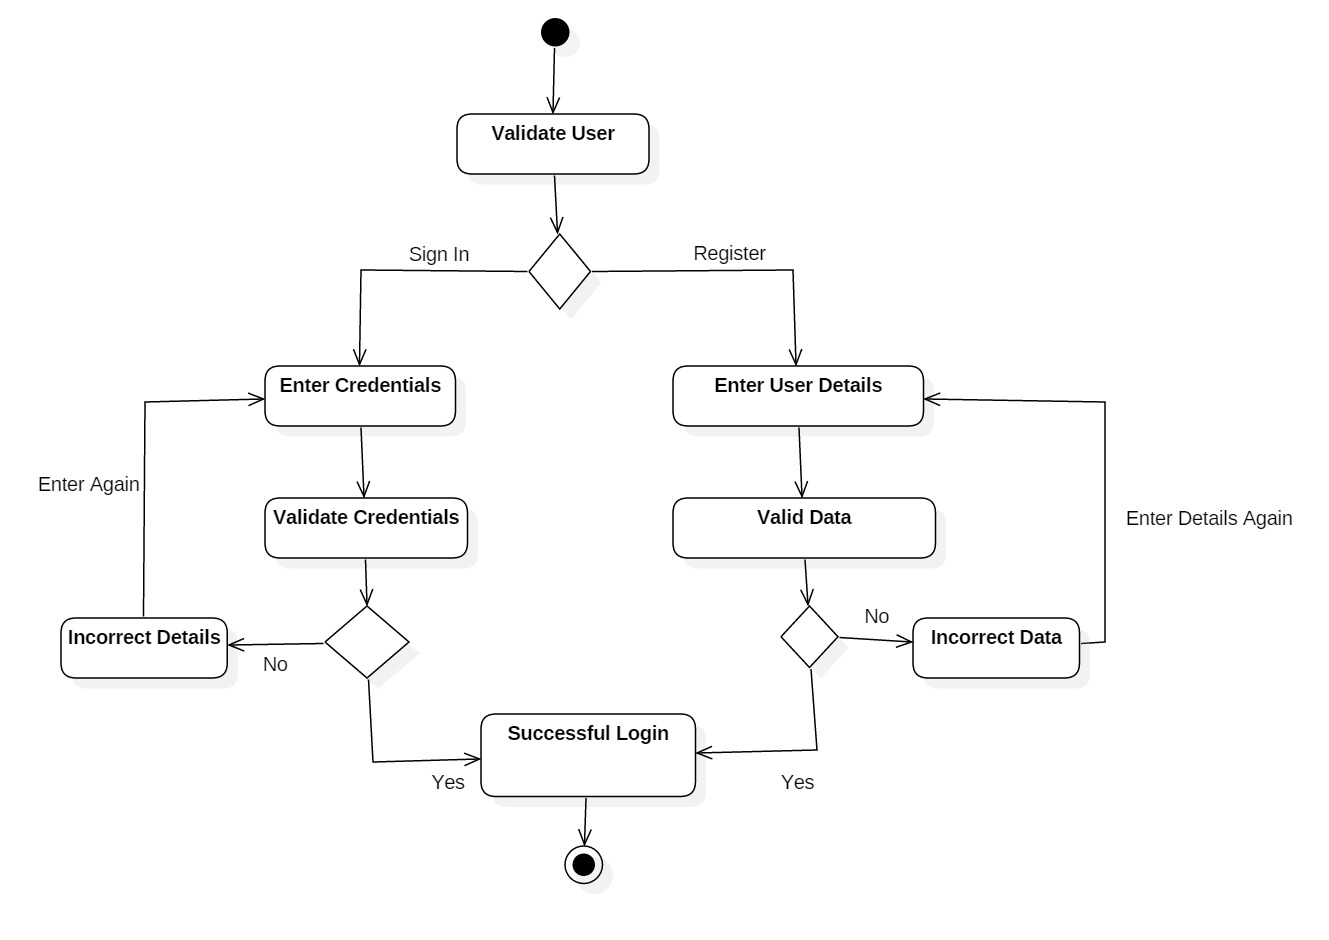 Validate User
Sign In
Register
Enter Credentials
Enter User Details
Enter Again
Validate Credentials
Valid Data
Enter Details Again
Incorrect Details
No
No
Incorrect Data
Successful Login
Yes
Yes